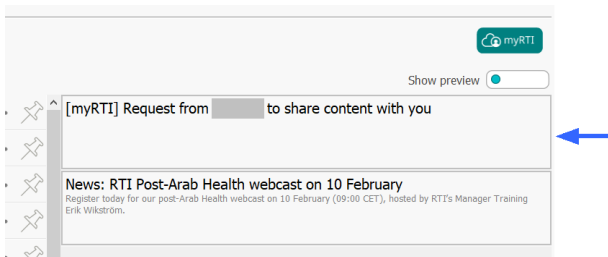 myRTI
Show preview
[myRTI] Request from to share content with you
News: RTI Post-Arab Health webcast on 10 February
Register today for our post-Arab Health webcast on 10 February (09:00 CET), hosted by RTI's Manager Training
Erik Wikström.